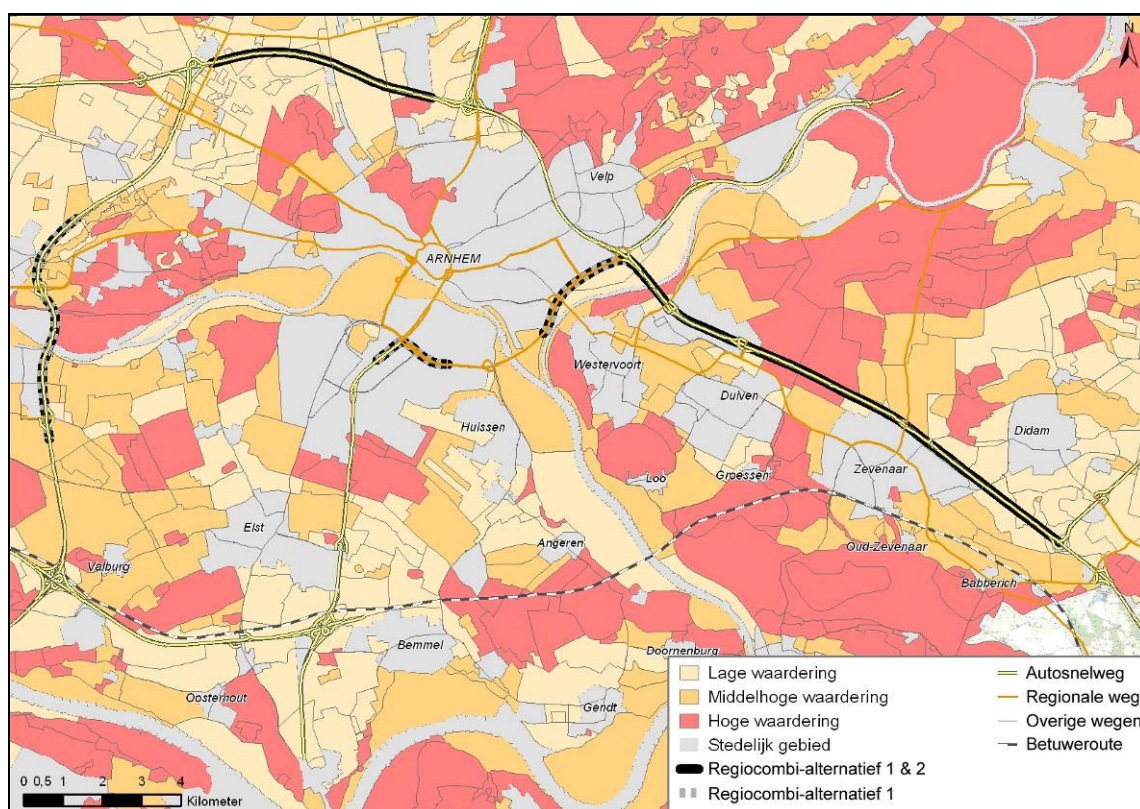 N
Velp
ARNHEM
Westervoort
Duiven
Huissen
Didam
Zevenaar
Groessen
Loo
Elst
Angeren
Oud-Zevenaar
Valburg
Babberich
Bemmel
Doornenburg
Oosterhout
Gendt
Lage waardering
Middelhoge waardering
Hoge waardering
Stedelijk gebied
Regiocombi-alternatief 1 & 2
Regiocombi-alternatief 1
Autosnelweg
Regionale weg
Overige wegen
Betuweroute
0 0,5 1 2 3 4
Kilometer